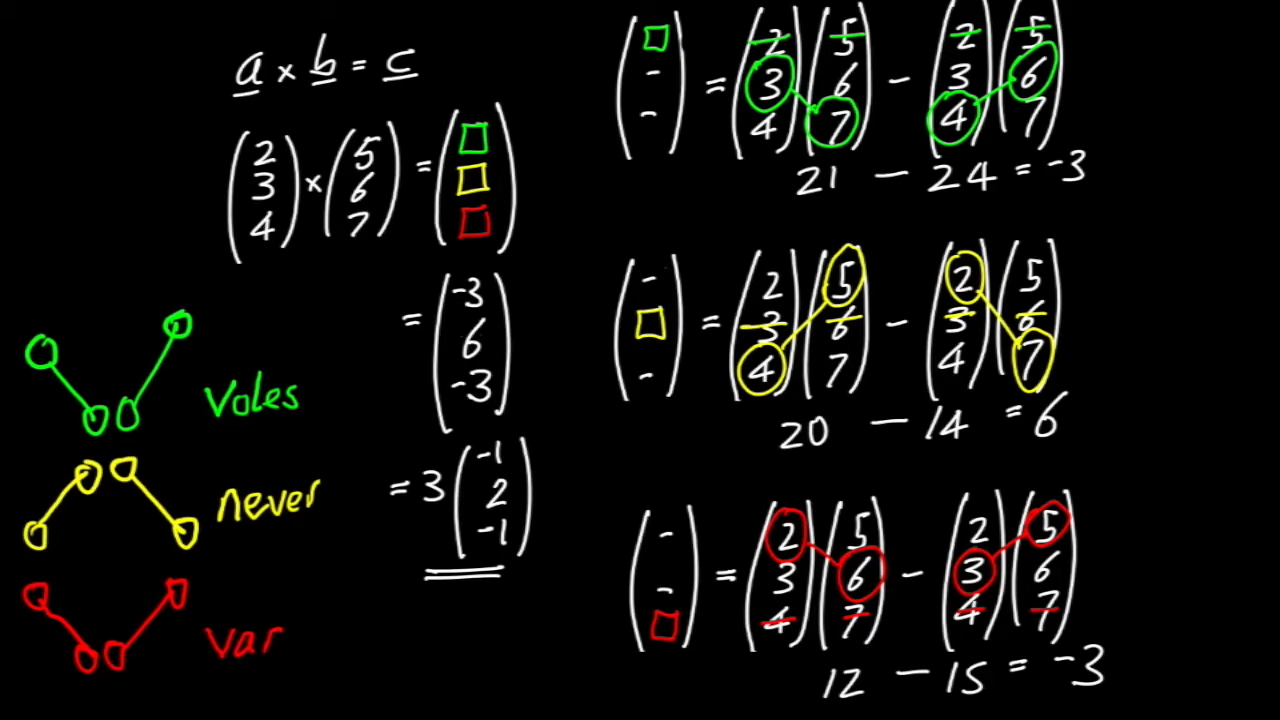 a × b = c
(2 3 4) × (5 6 7) = (□ □ □)
= (-3 6 -3)
= 3 (-1 2 -1)
Voles
never
var
(□ - -) = (2 3 4) (5 6 7) - (2 3 4) (5 6 7)
21 - 24 = -3
(- □ -) = (2 3 4) (5 6 7) - (2 3 4) (5 6 7)
20 - 14 = 6
(- - □) = (2 3 4) (5 6 7) - (2 3 4) (5 6 7)
12 - 15 = -3